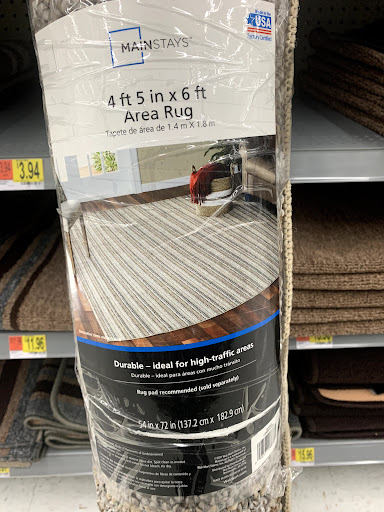 MAINSTAYS™
USA
4 ft 5 in x 6 ft
Area Rug
Tapete de área de 1.4 m X 1.8 m
3.94
11.96
Durable – ideal for high-traffic areas
Durable – ideal para áreas con mucho tránsito
Rug pad recommended (sold separately)
54 in x 72 in (137.2 cm x 182.9 cm)
15.96